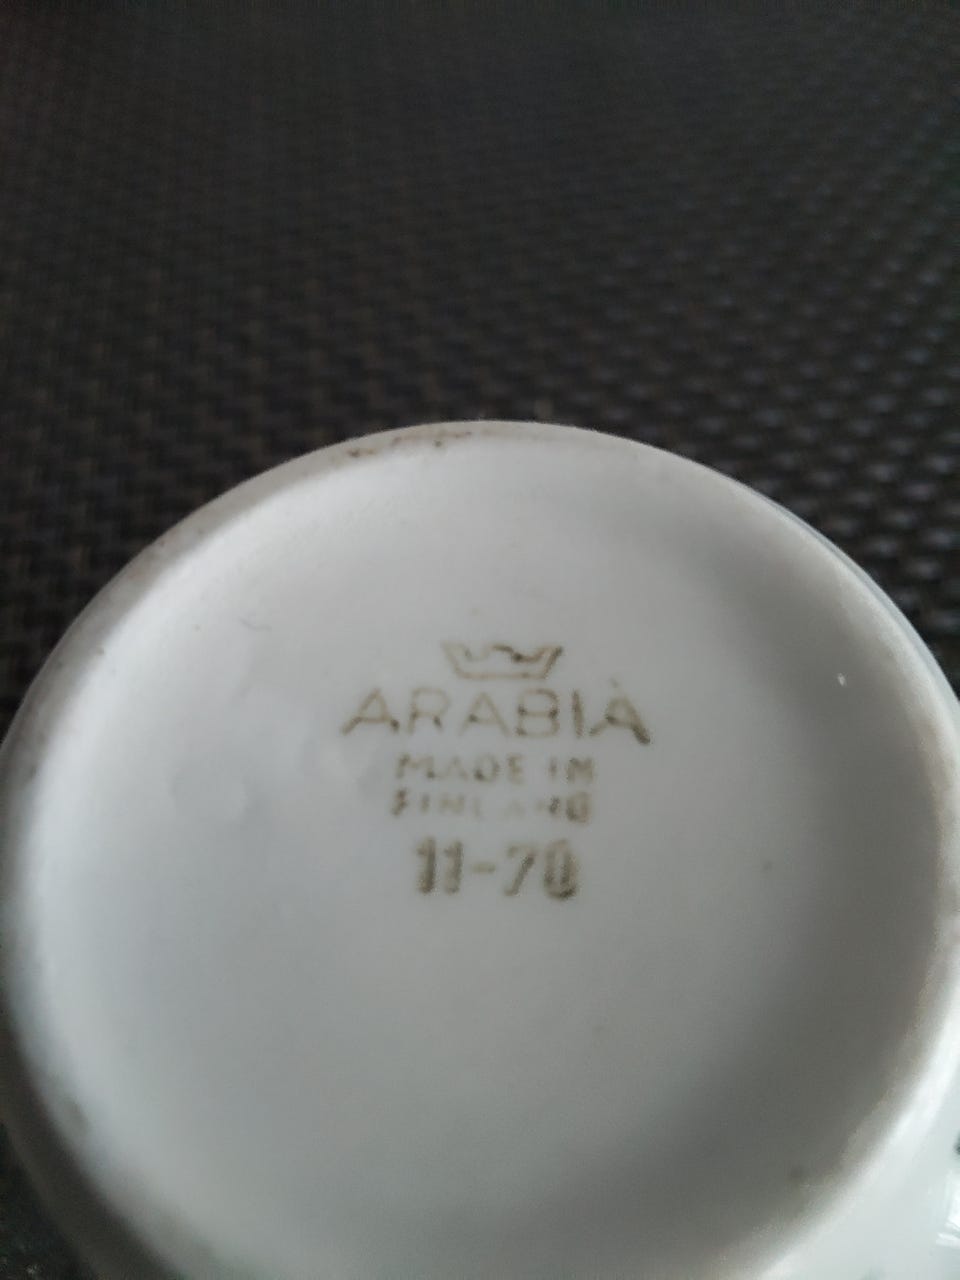 ARABIA
MADE IN
FINLAND
11-70